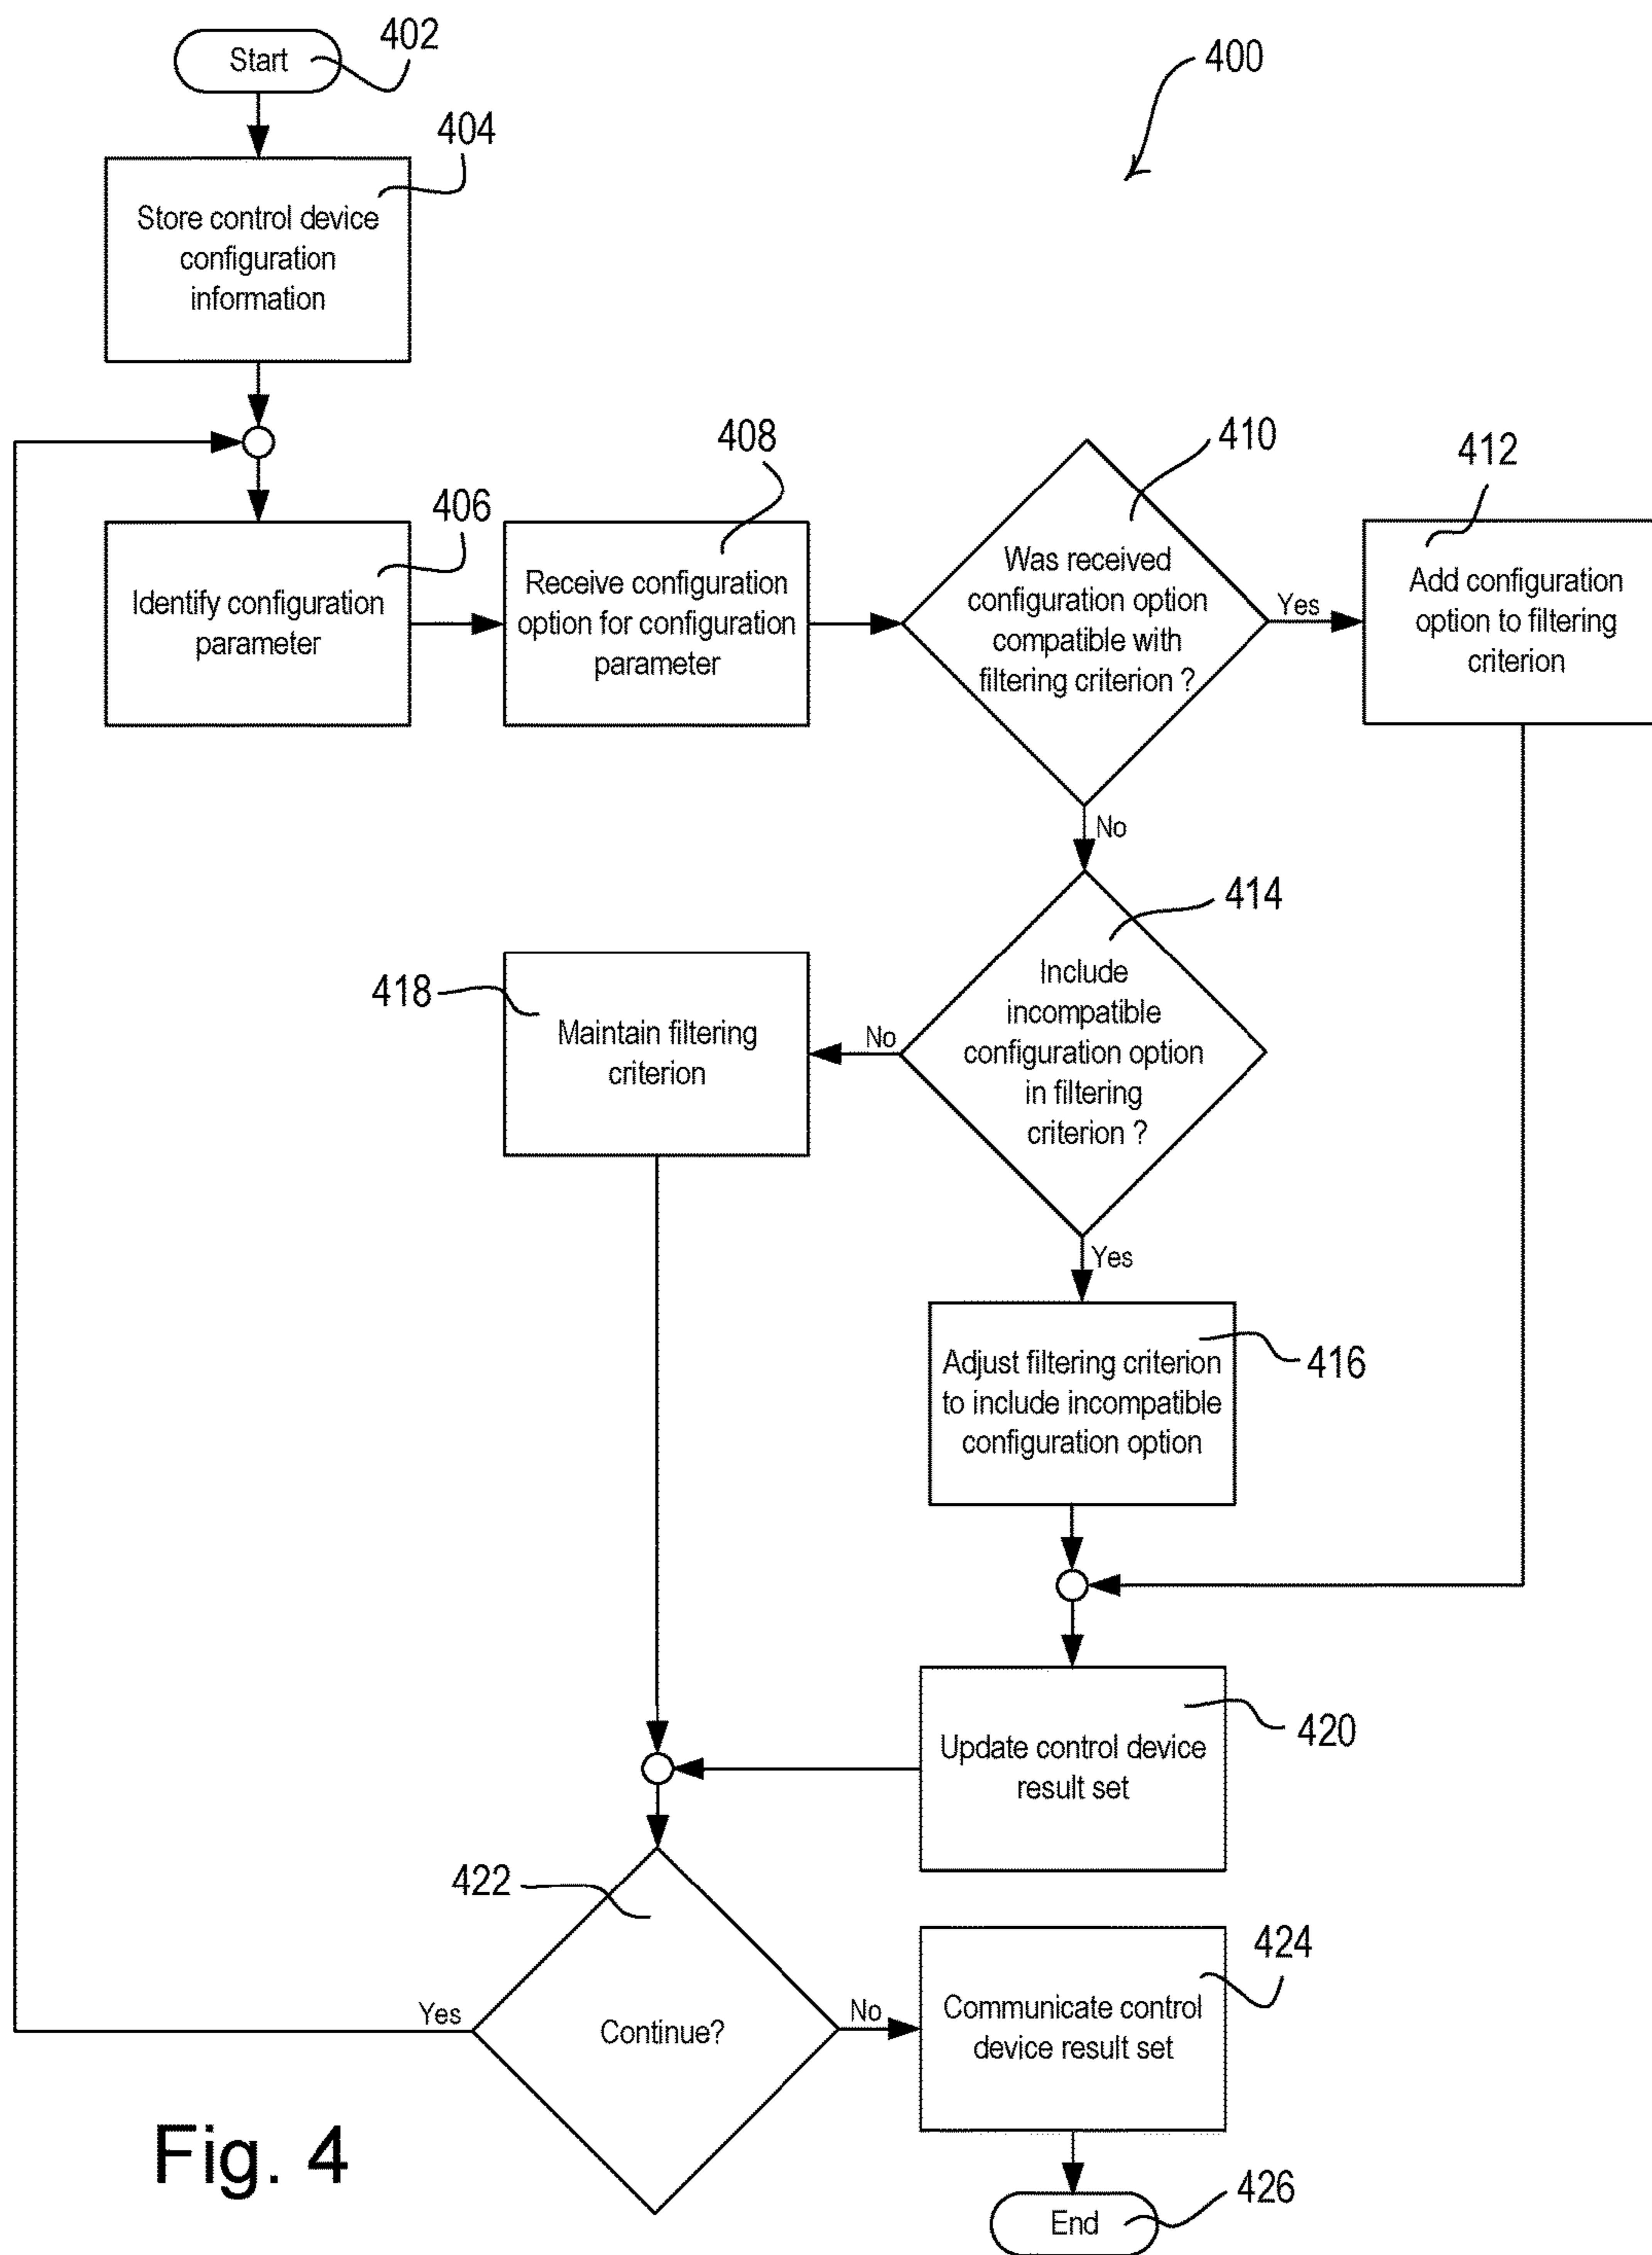 402
Start
400
404
Store control device
configuration
information
408
410
412
406
Identify configuration
parameter
Receive configuration
option for configuration
parameter
Was received
configuration option
compatible with
filtering criterion ?
Yes
Add configuration
option to filtering
criterion
No
414
418
Maintain filtering
criterion
No
Include
incompatible
configuration option
in filtering
criterion ?
Yes
416
Adjust filtering criterion
to include incompatible
configuration option
420
Update control device
result set
422
Continue?
Yes
No
424
Communicate control
device result set
426
End
Fig. 4